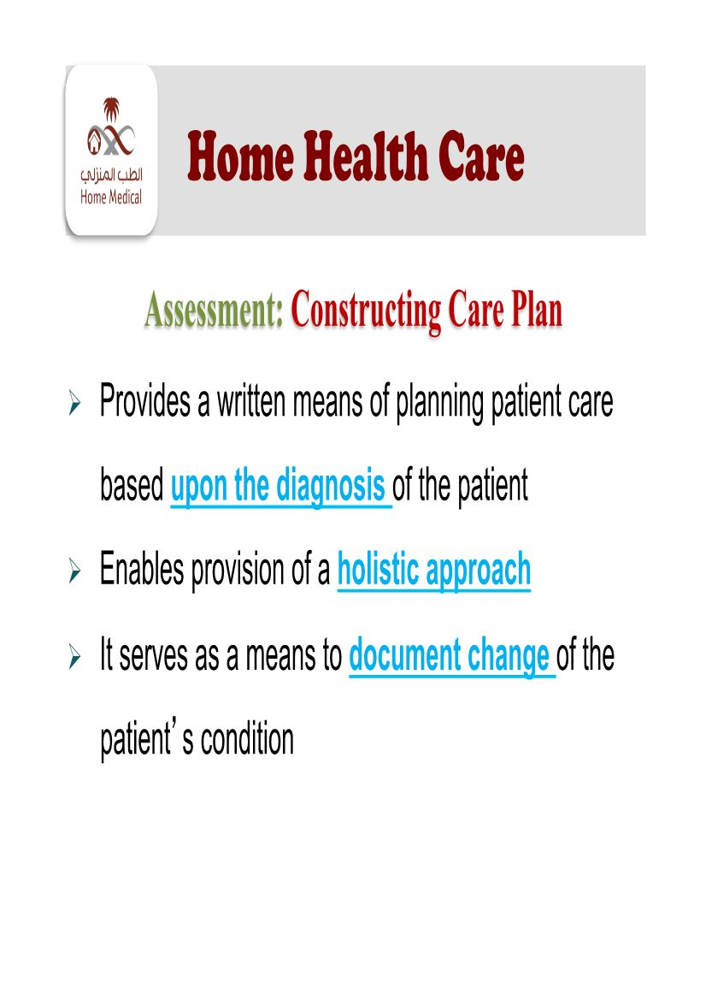 الطب المنزلي
Home Medical
Home Health Care
Assessment: Constructing Care Plan
Provides a written means of planning patient care
based upon the diagnosis of the patient
Enables provision of a holistic approach
It serves as a means to document change of the
patient’s condition